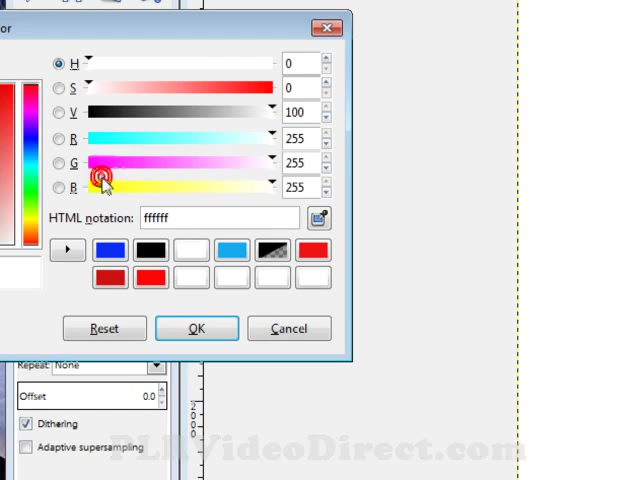 or
H 0
S 0
V 100
R 255
G 255
B 255
HTML notation: ffffff
Reset OK Cancel
Repeat: None
Offset 0.0
Dithering
Adaptive supersampling
2000
PLRVideoDirect.com